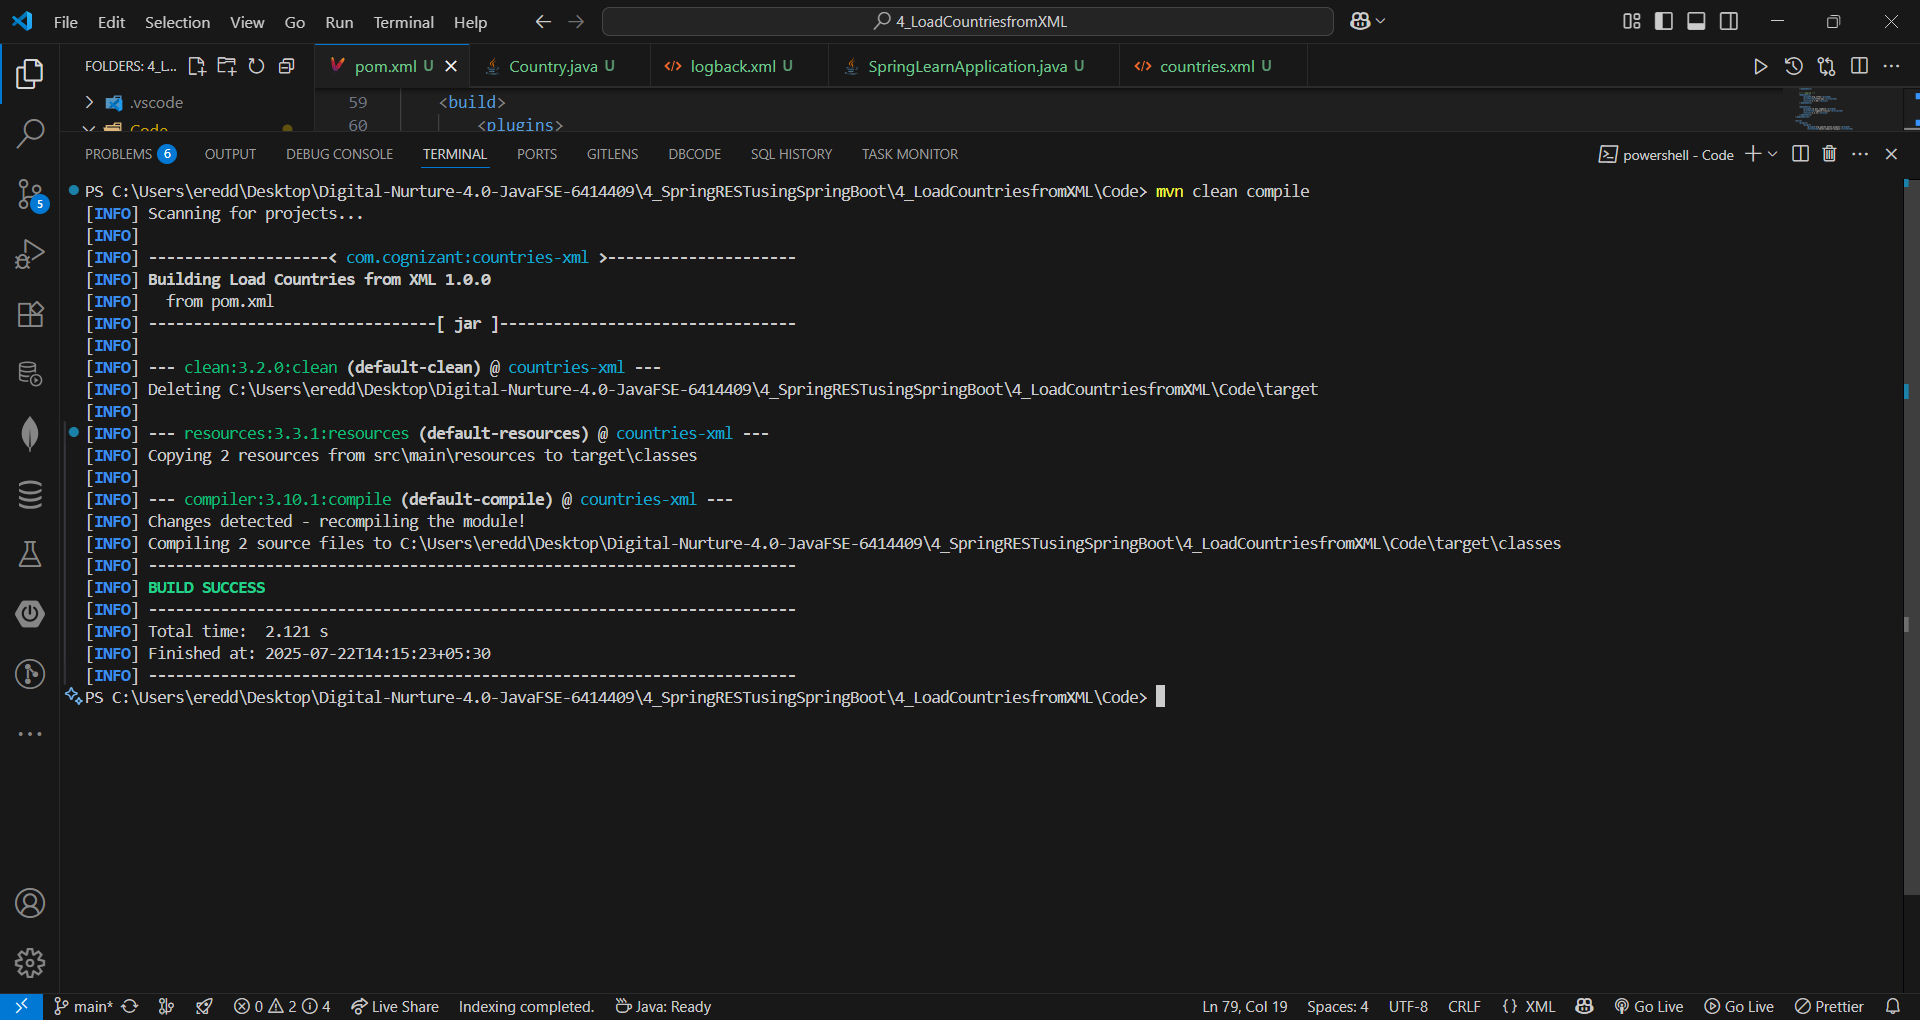 File Edit Selection View Go Run Terminal Help
4_LoadCountriesfromXML
FOLDERS: 4_L...
pom.xml U
Country.java U
logback.xml U
SpringLearnApplication.java U
countries.xml U
.vscode
Code
59 <build>
60 <plugins>
PROBLEMS 6 OUTPUT DEBUG CONSOLE TERMINAL PORTS GITLENS DBCODE SQL HISTORY TASK MONITOR
powershell - Code
PS C:\Users\eredd\Desktop\Digital-Nurture-4.0-JavaFSE-6414409\4_SpringRESTusingSpringBoot\4_LoadCountriesfromXML\Code> mvn clean compile
[INFO] Scanning for projects...
[INFO]
[INFO] --------------------< com.cognizant:countries-xml >---------------------
[INFO] Building Load Countries from XML 1.0.0
[INFO]   from pom.xml
[INFO] --------------------------------[ jar ]---------------------------------
[INFO]
[INFO] --- clean:3.2.0:clean (default-clean) @ countries-xml ---
[INFO] Deleting C:\Users\eredd\Desktop\Digital-Nurture-4.0-JavaFSE-6414409\4_SpringRESTusingSpringBoot\4_LoadCountriesfromXML\Code\target
[INFO]
[INFO] --- resources:3.3.1:resources (default-resources) @ countries-xml ---
[INFO] Copying 2 resources from src\main\resources to target\classes
[INFO]
[INFO] --- compiler:3.10.1:compile (default-compile) @ countries-xml ---
[INFO] Changes detected - recompiling the module!
[INFO] Compiling 2 source files to C:\Users\eredd\Desktop\Digital-Nurture-4.0-JavaFSE-6414409\4_SpringRESTusingSpringBoot\4_LoadCountriesfromXML\Code\target\classes
[INFO] ------------------------------------------------------------------------
[INFO] BUILD SUCCESS
[INFO] ------------------------------------------------------------------------
[INFO] Total time:  2.121 s
[INFO] Finished at: 2025-07-22T14:15:23+05:30
[INFO] ------------------------------------------------------------------------
PS C:\Users\eredd\Desktop\Digital-Nurture-4.0-JavaFSE-6414409\4_SpringRESTusingSpringBoot\4_LoadCountriesfromXML\Code>
5
main* 0 2 4 Live Share Indexing completed. Java: Ready Ln 79, Col 19 Spaces: 4 UTF-8 CRLF {} XML Go Live Go Live Prettier